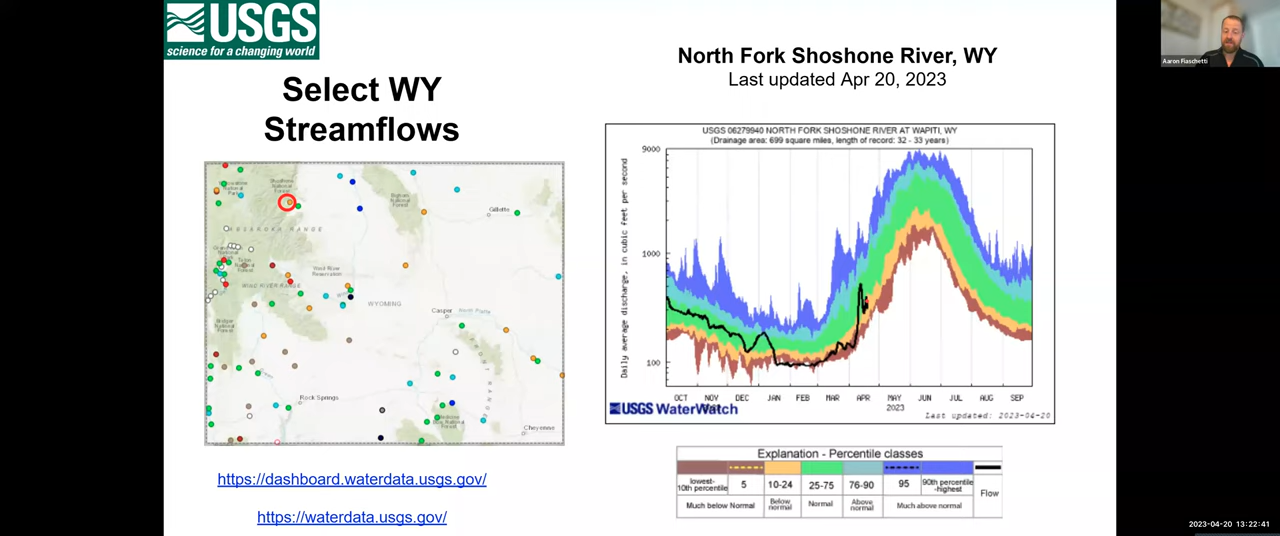 USGS
science for a changing world
Select WY
Streamflows
Gillette
WIND RIVER RANGE
Wind River
Reservation
WYOMING
Casper
North Platte
Rock Springs
Cheyenne
https://dashboard.waterdata.usgs.gov/
https://waterdata.usgs.gov/
North Fork Shoshone River, WY
Last updated Apr 20, 2023
USGS 06279940 NORTH FORK SHOSHONE RIVER AT WAPITI, WY
(Drainage area: 699 square miles, length of record: 32 - 33 years)
Daily average discharge, in cubic feet per second
9000
1000
100
OCT NOV DEC JAN FEB MAR APR MAY JUN JUL AUG SEP
2023
USGS WaterWatch
Last updated: 2023-04-20
Explanation - Percentile classes
lowest-
10th percentile
5
10-24
25-75
76-90
95
90th percentile
-highest
Flow
Much below Normal
Below
normal
Normal
Above
normal
Much above normal
Aaron Fiaschetti
2023-04-20 13:22:41